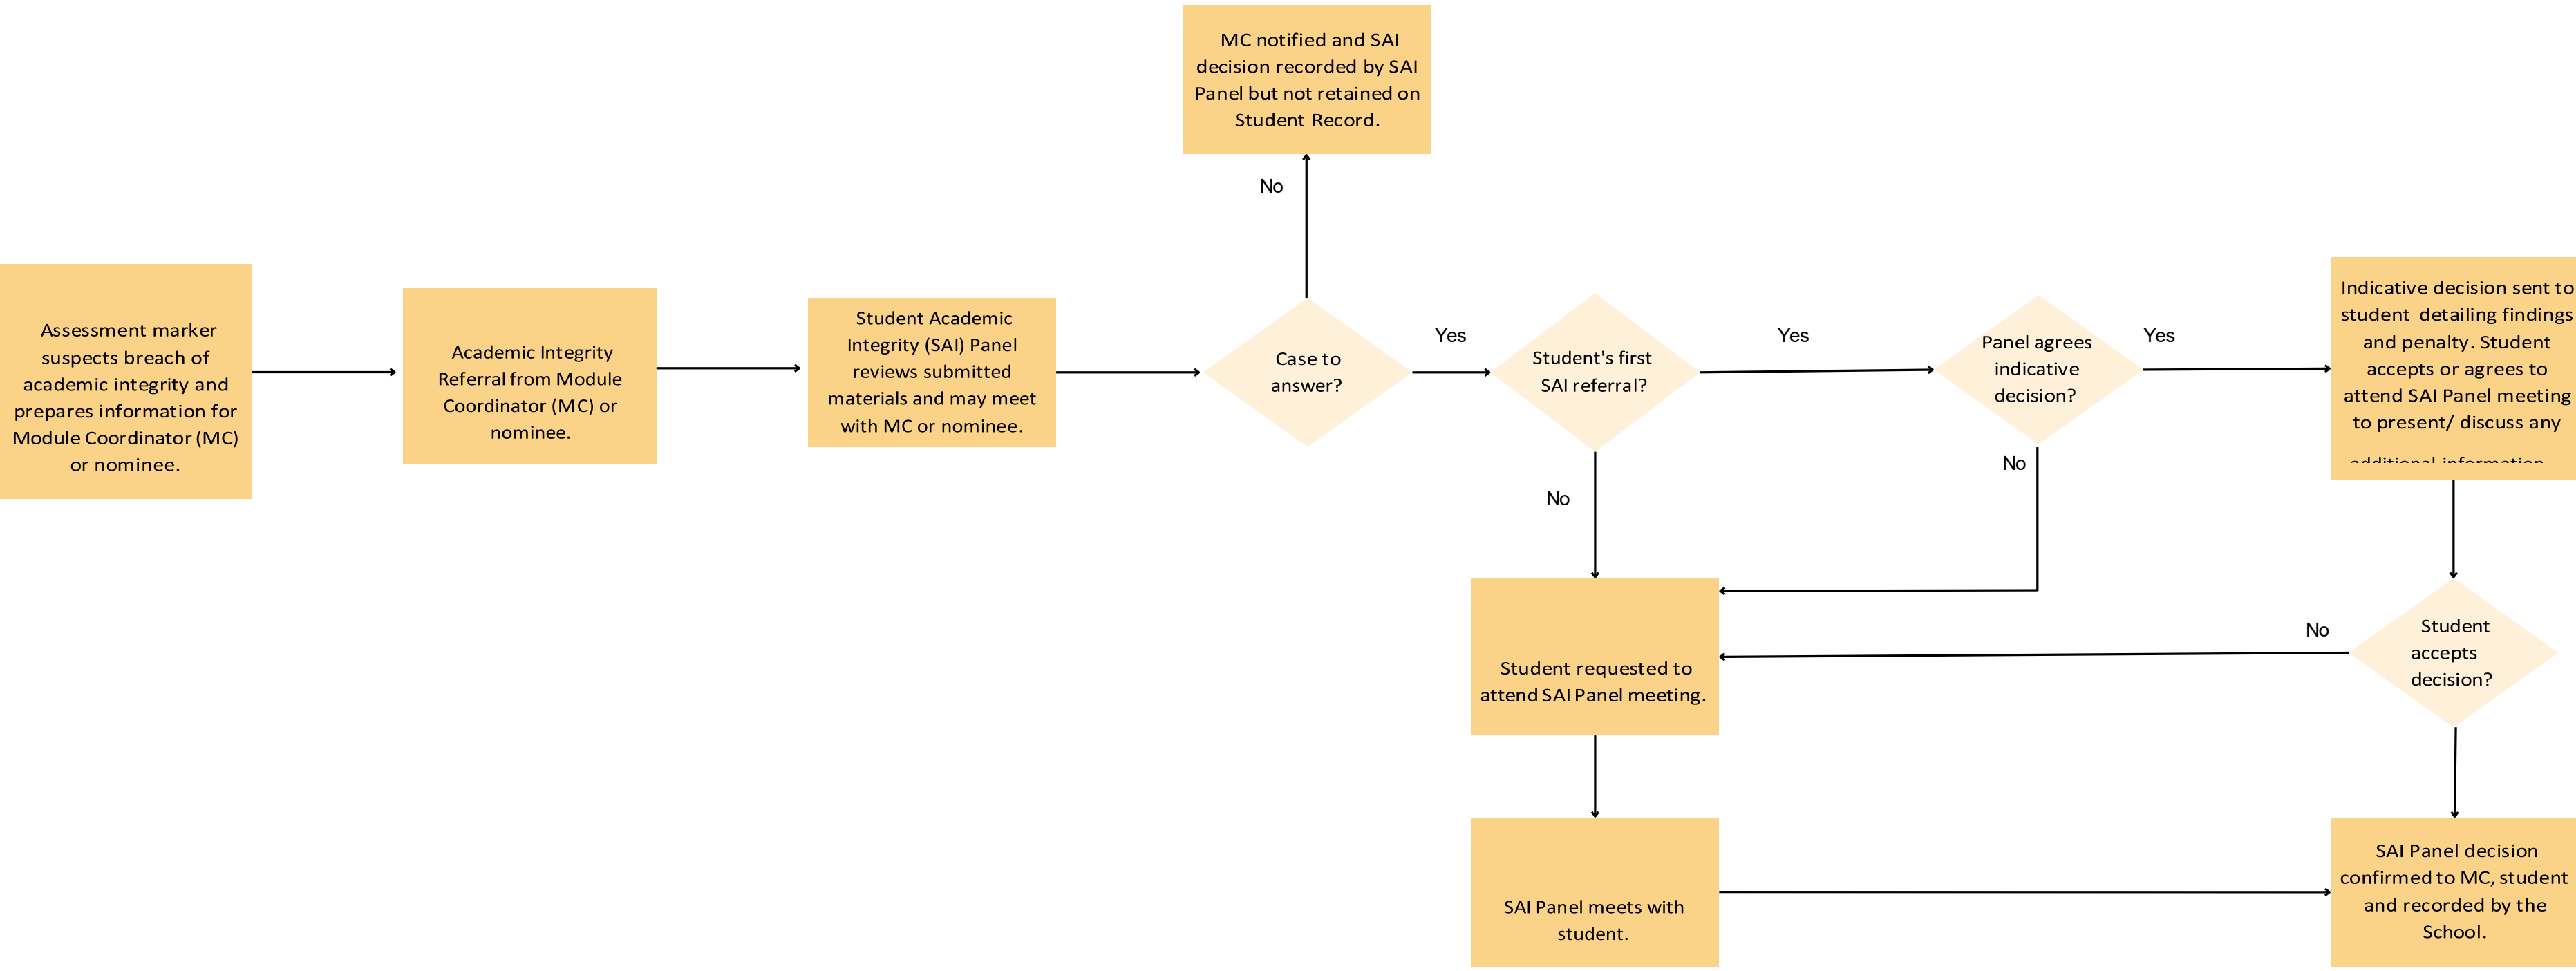 MC notified and SAI
decision recorded by SAI
Panel but not retained on
Student Record.
No
Assessment marker
suspects breach of
academic integrity and
prepares information for
Module Coordinator (MC)
or nominee.
Academic Integrity
Referral from Module
Coordinator (MC) or
nominee.
Student Academic
Integrity (SAI) Panel
reviews submitted
materials and may meet
with MC or nominee.
Case to
answer?
Yes
Student's first
SAI referral?
Yes
Panel agrees
indicative
decision?
Yes
Indicative decision sent to
student detailing findings
and penalty. Student
accepts or agrees to
attend SAI Panel meeting
to present/ discuss any
additional information
No
No
Student requested to
attend SAI Panel meeting.
No
Student
accepts
decision?
SAI Panel meets with
student.
SAI Panel decision
confirmed to MC, student
and recorded by the
School.